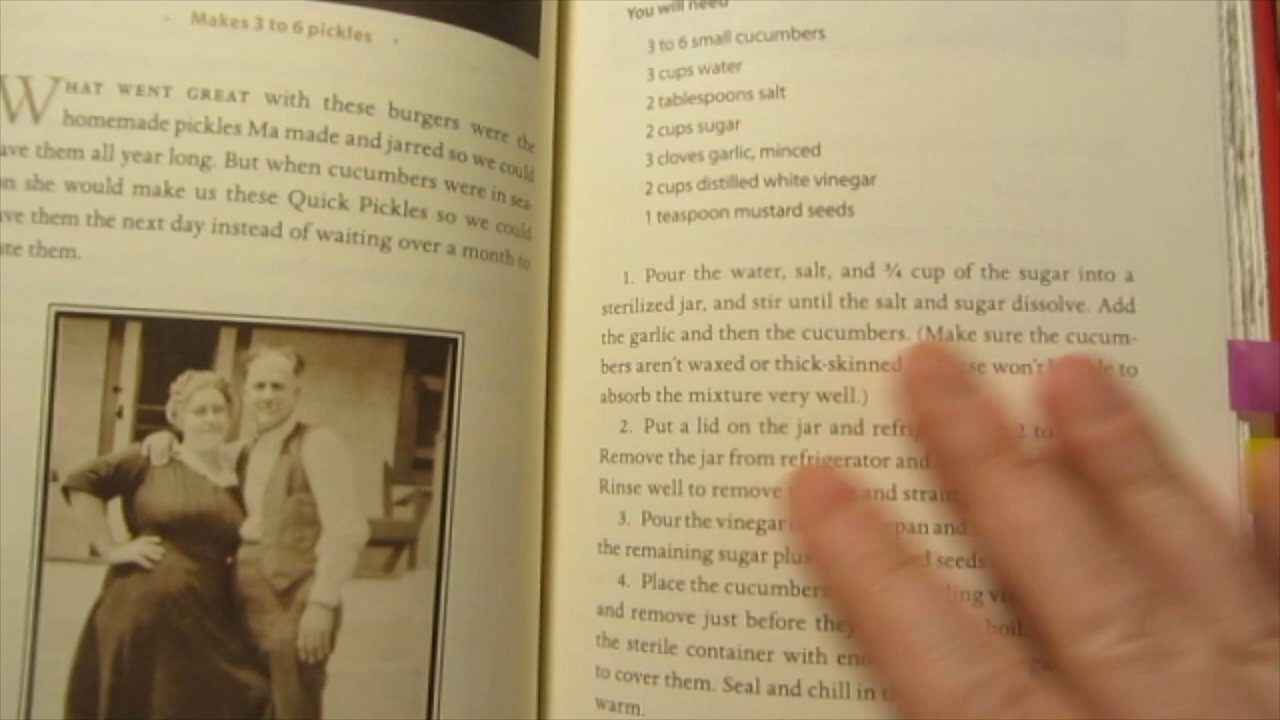 Makes 3 to 6 pickles
WHAT WENT GREAT with these burgers were the
homemade pickles Ma made and jarred so we could
ave them all year long. But when cucumbers were in sea-
on she would make us these Quick Pickles so we could
ve them the next day instead of waiting over a month to
ste them.
You will need
3 to 6 small cucumbers
3 cups water
2 tablespoons salt
2 cups sugar
3 cloves garlic, minced
2 cups distilled white vinegar
1 teaspoon mustard seeds
1. Pour the water, salt, and ¾ cup of the sugar into a
sterilized jar, and stir until the salt and sugar dissolve. Add
the garlic and then the cucumbers. (Make sure the cucum-
bers aren't waxed or thick-skinned se won't to
absorb the mixture very well.)
2. Put a lid on the jar and refri 2 to
Remove the jar from refrigerator and
Rinse well to remove and strain
3. Pour the vinegar pan and
the remaining sugar plus seeds
4. Place the cucumbers ling
and remove just before they boil.
the sterile container with
to cover them. Seal and chill in
warm.